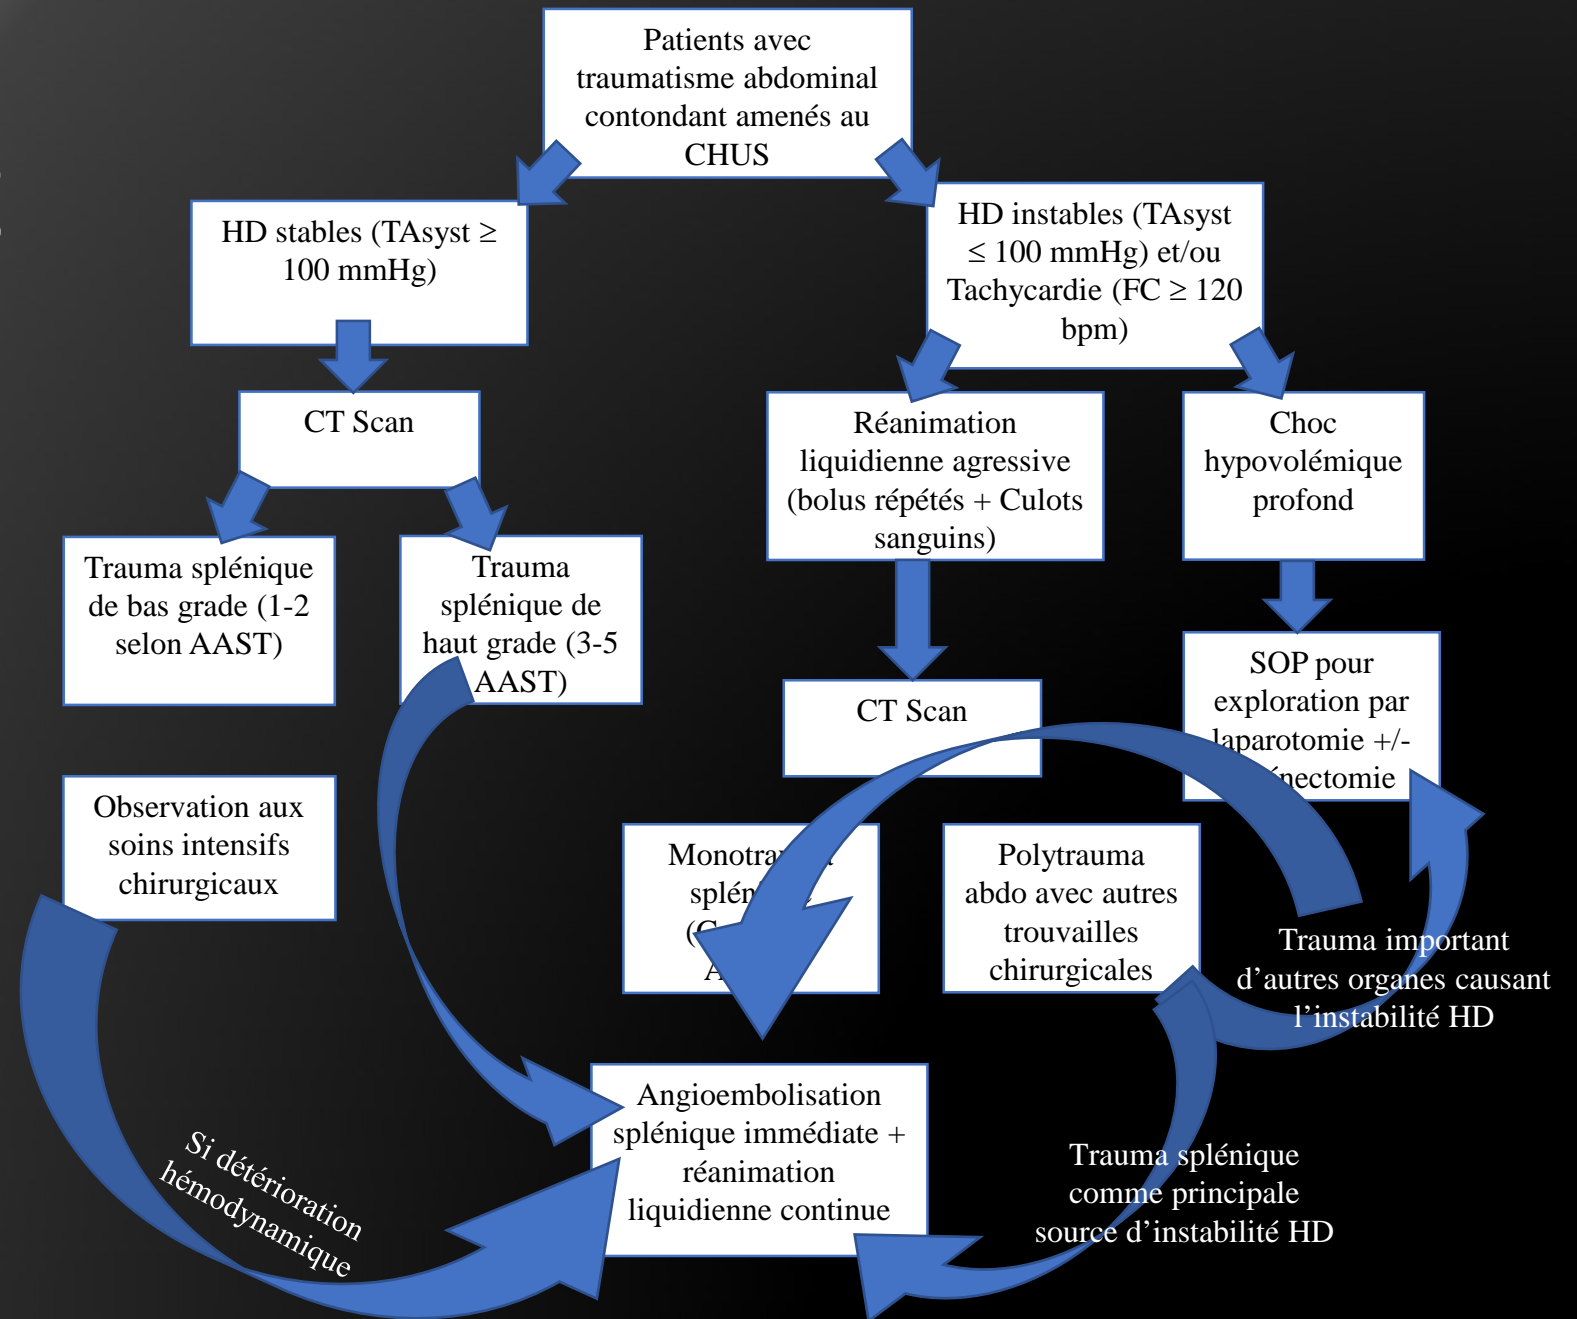 Patients avec
traumatisme abdominal
contondant amenés au
CHUS
HD stables (TAsyst ≥
100 mmHg)
HD instables (TAsyst
≤ 100 mmHg) et/ou
Tachycardie (FC ≥ 120
bpm)
CT Scan
Réanimation
liquidienne agressive
(bolus répétés + Culots
sanguins)
Choc
hypovolémique
profond
Trauma splénique
de bas grade (1-2
selon AAST)
Trauma
splénique de
haut grade (3-5
AAST)
CT Scan
SOP pour
exploration par
laparotomie +/-
Observation aux
soins intensifs
chirurgicaux
Polytrauma
abdo avec autres
trouvailles
chirurgicales
Trauma important
d’autres organes causant
l’instabilité HD
Angioembolisation
splénique immédiate +
réanimation
liquidienne continue
Si détérioration
hémodynamique
Trauma splénique
comme principale
source d’instabilité HD